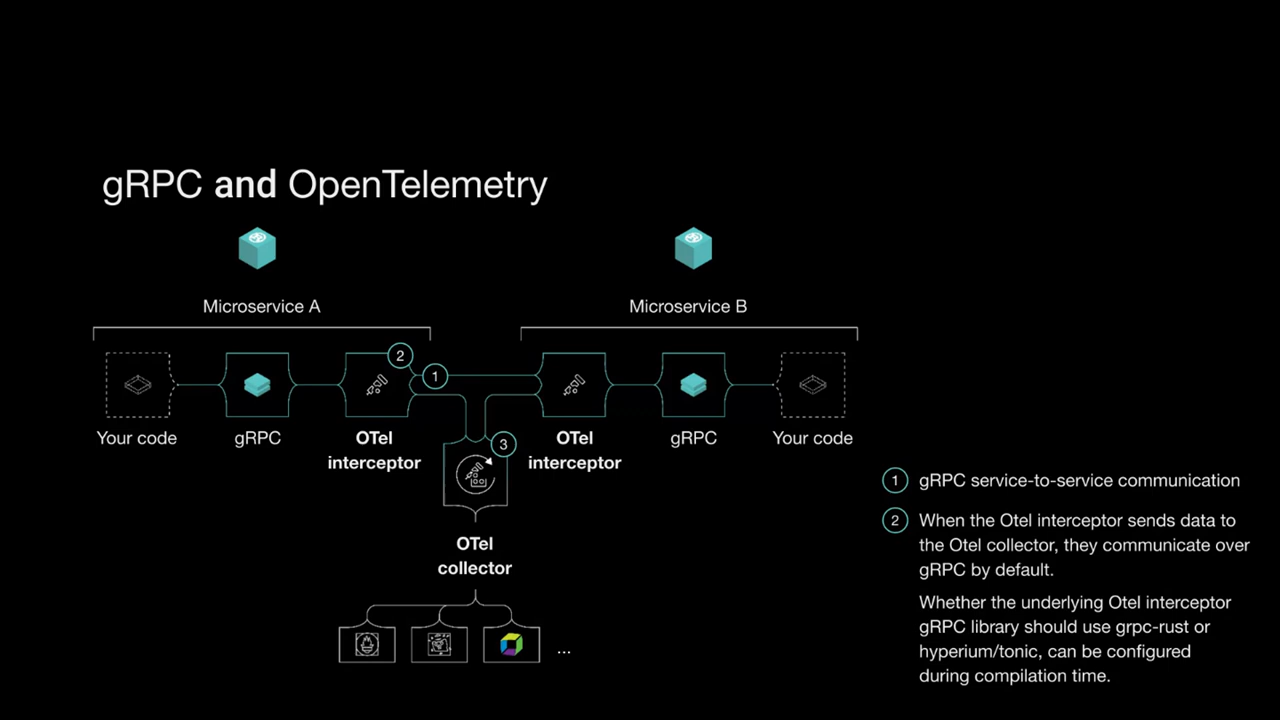 gRPC and OpenTelemetry
Microservice A
Microservice B
2
1
Your code
gRPC
OTel
interceptor
3
OTel
interceptor
gRPC
Your code
OTel
collector
...
1 gRPC service-to-service communication
2 When the Otel interceptor sends data to
the Otel collector, they communicate over
gRPC by default.
Whether the underlying Otel interceptor
gRPC library should use grpc-rust or
hyperium/tonic, can be configured
during compilation time.